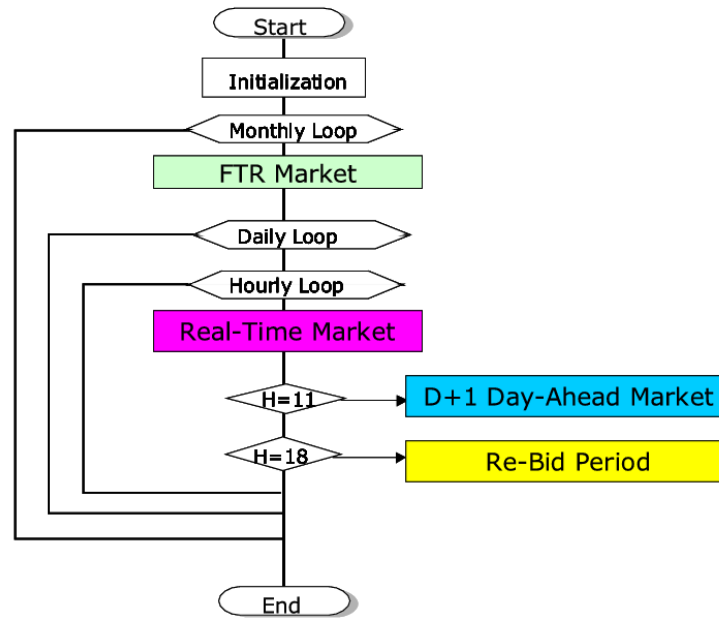 Start
Initialization
Monthly Loop
FTR Market
Daily Loop
Hourly Loop
Real-Time Market
H=11
D+1 Day-Ahead Market
H=18
Re-Bid Period
End